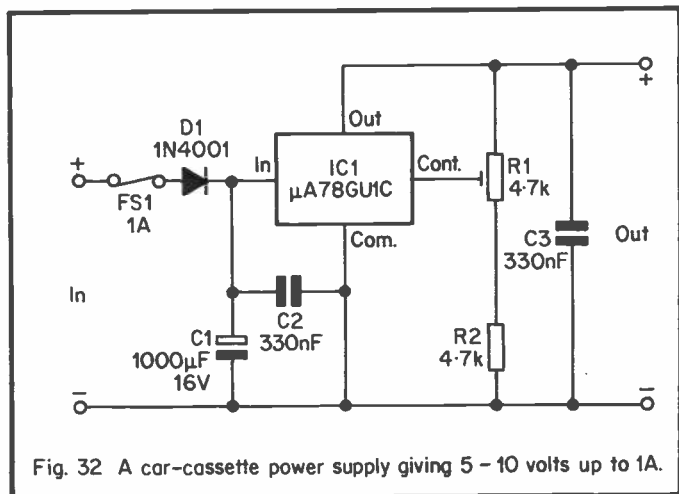 Out
+
D1
1N4001
+
In
IC1
µA78GU1C
Cont.
R1
4·7k
FS1
1A
Com.
C3
330nF
Out
In
C2
330nF
C1
1000µF
16V
R2
4·7k
–
–
Fig. 32 A car-cassette power supply giving 5 – 10 volts up to 1A.